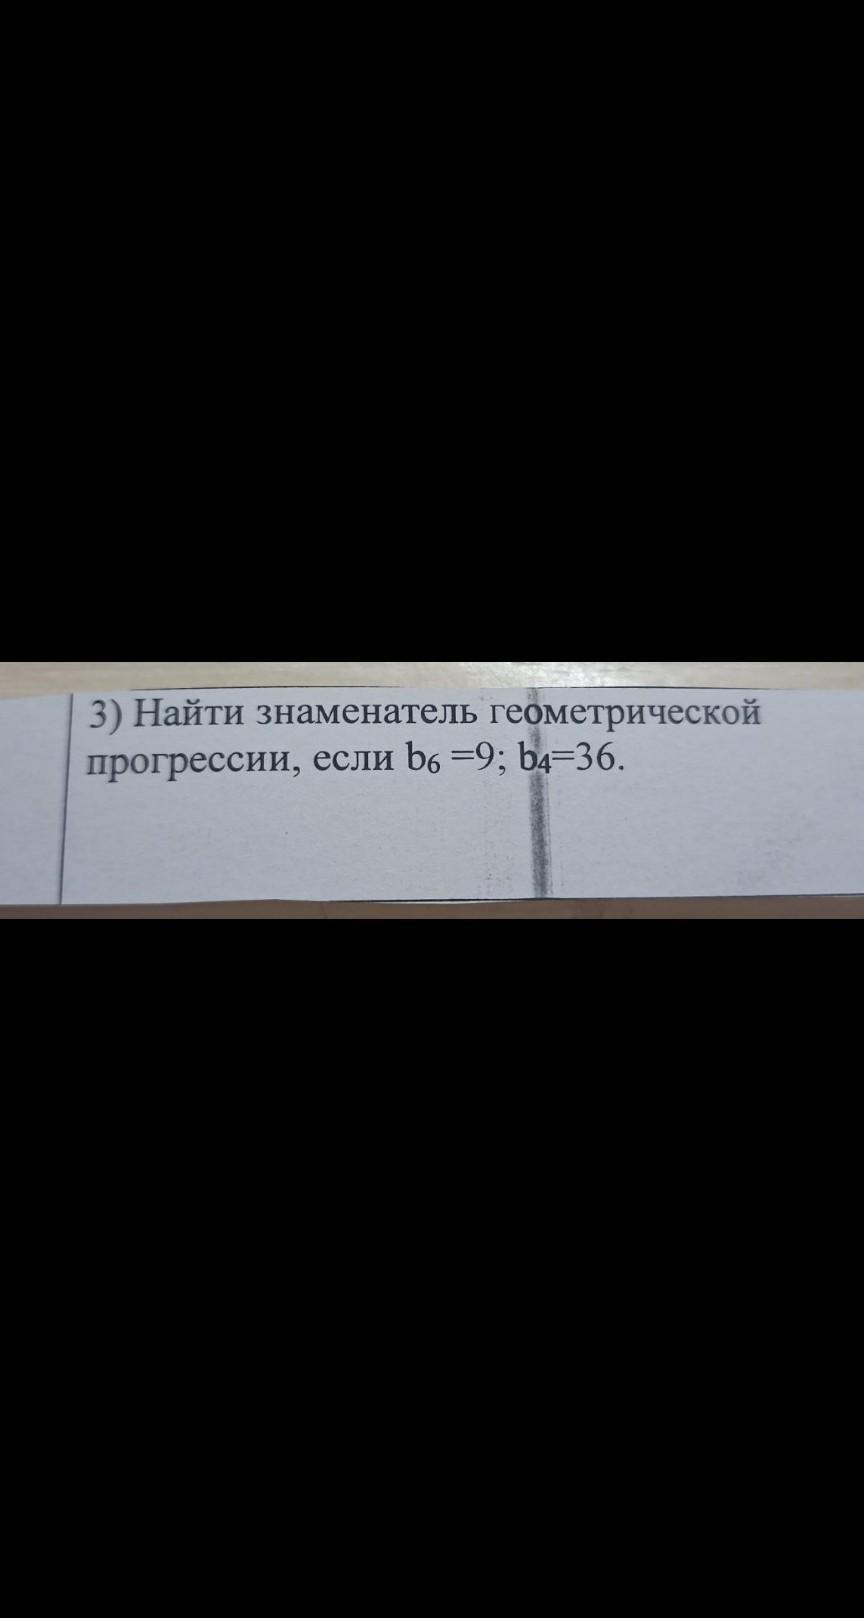 3) Найти знаменатель геометрической
прогрессии, если b₆ =9; b₄=36.